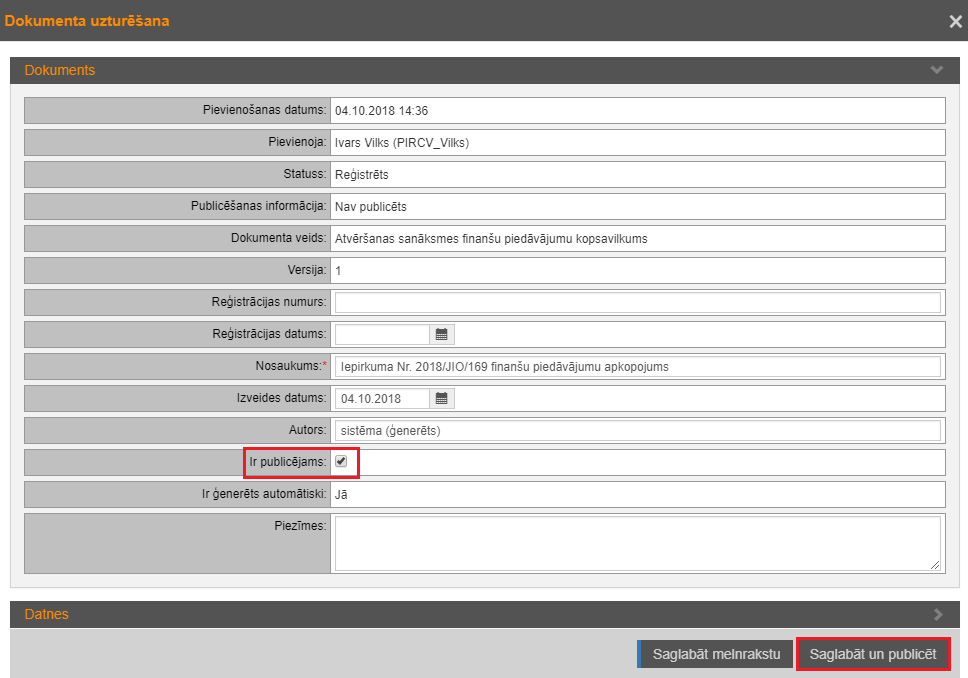 Dokumenta uzturēšana
Dokuments
Pievienošanas datums: 04.10.2018 14:36
Pievienoja: Ivars Vilks (PIRCV_Vilks)
Statuss: Reģistrēts
Publicēšanas informācija: Nav publicēts
Dokumenta veids: Atvēršanas sanāksmes finanšu piedāvājumu kopsavilkums
Versija: 1
Reģistrācijas numurs:
Reģistrācijas datums:
Nosaukums:* Iepirkuma Nr. 2018/JIO/169 finanšu piedāvājumu apkopojums
Izveides datums: 04.10.2018
Autors: sistēma (ģenerēts)
Ir publicējams:
Ir ģenerēts automātiski: Jā
Piezīmes:
Datnes
Saglabāt melnrakstu Saglabāt un publicēt